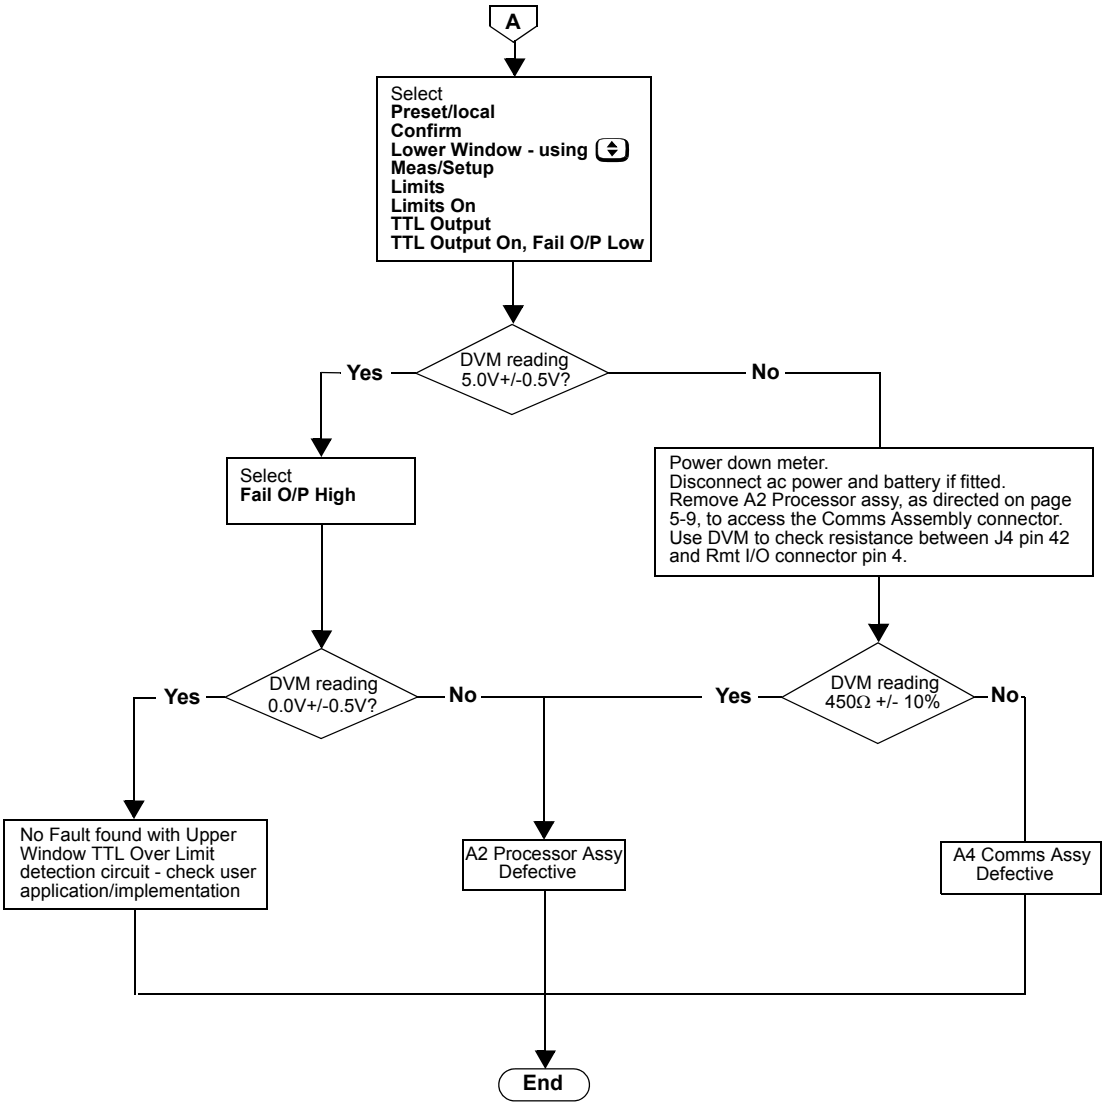 A
Select
Preset/local
Confirm
Lower Window - using
Meas/Setup
Limits
Limits On
TTL Output
TTL Output On, Fail O/P Low
DVM reading
5.0V+/-0.5V?
Yes
No
Select
Fail O/P High
Power down meter.
Disconnect ac power and battery if fitted.
Remove A2 Processor assy, as directed on page
5-9, to access the Comms Assembly connector.
Use DVM to check resistance between J4 pin 42
and Rmt I/O connector pin 4.
DVM reading
0.0V+/-0.5V?
Yes
No
DVM reading
450Ω +/- 10%
Yes
No
No Fault found with Upper
Window TTL Over Limit
detection circuit - check user
application/implementation
A2 Processor Assy
Defective
A4 Comms Assy
Defective
End